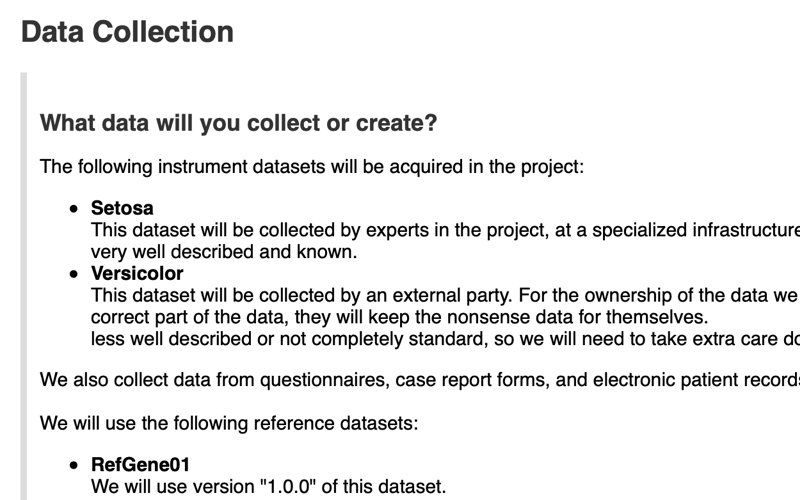 Data Collection
What data will you collect or create?
The following instrument datasets will be acquired in the project:
• Setosa
This dataset will be collected by experts in the project, at a specialized infrastructure
very well described and known.
• Versicolor
This dataset will be collected by an external party. For the ownership of the data we
correct part of the data, they will keep the nonsense data for themselves.
less well described or not completely standard, so we will need to take extra care do
We also collect data from questionnaires, case report forms, and electronic patient records
We will use the following reference datasets:
• RefGene01
We will use version "1.0.0" of this dataset.